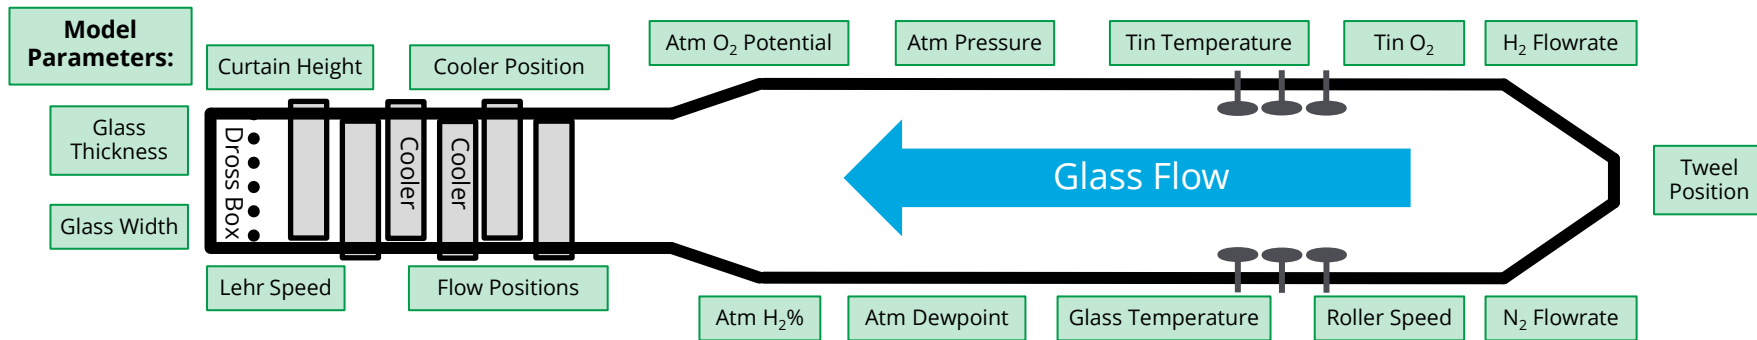 Model
Parameters:
Curtain Height
Cooler Position
Atm O₂ Potential
Atm Pressure
Tin Temperature
Tin O₂
H₂ Flowrate
Glass
Thickness
Glass Width
Dross Box
Cooler
Cooler
Glass Flow
Tweel
Position
Lehr Speed
Flow Positions
Atm H₂%
Atm Dewpoint
Glass Temperature
Roller Speed
N₂ Flowrate